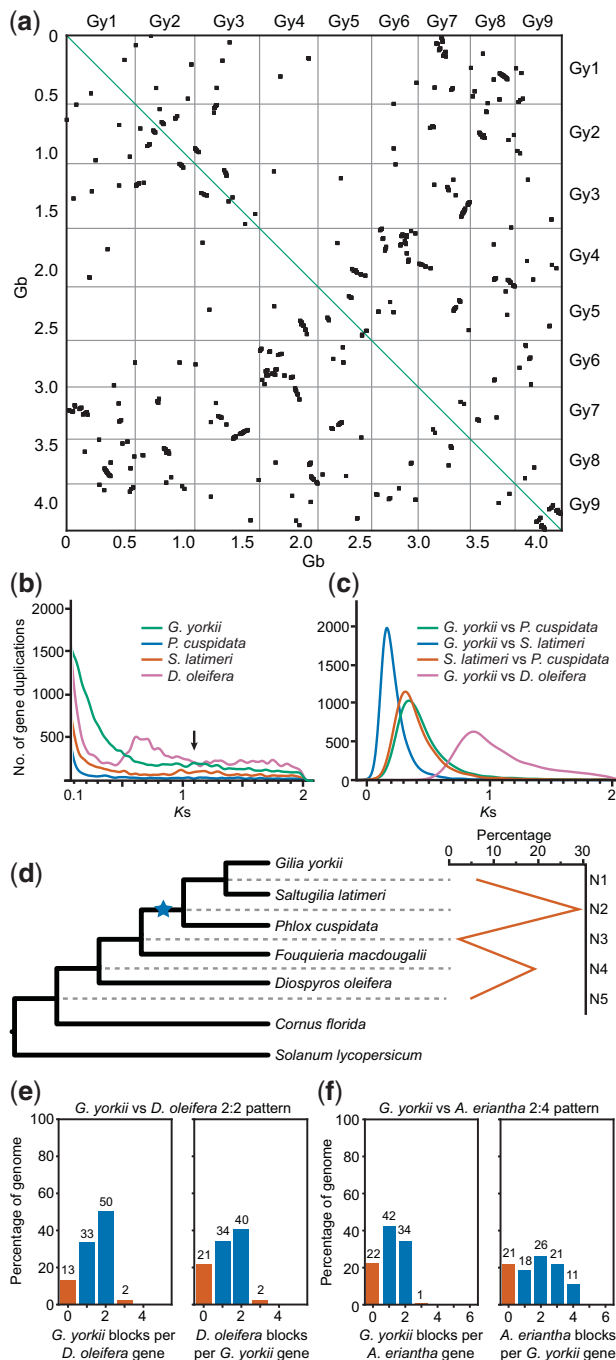 (a)
Gy1 Gy2 Gy3 Gy4 Gy5 Gy6 Gy7 Gy8 Gy9
0
0.5
1.0
1.5
2.0
2.5
3.0
3.5
4.0
Gb
Gy1
Gy2
Gy3
Gy4
Gy5
Gy6
Gy7
Gy8
Gy9
0 0.5 1.0 1.5 2.0 2.5 3.0 3.5 4.0
Gb
(b)
2000
1500
1000
500
No. of gene duplications
G. yorkii
P. cuspidata
S. latimeri
D. oleifera
0.1 1 2
Ks
(c)
2000
1500
1000
500
0
G. yorkii vs P. cuspidata
G. yorkii vs S. latimeri
S. latimeri vs P. cuspidata
G. yorkii vs D. oleifera
0 1 2
Ks
(d)
Percentage
0 10 20 30
Gilia yorkii
N1
Saltugilia latimeri
N2
Phlox cuspidata
N3
Fouquieria macdougalii
N4
Diospyros oleifera
N5
Cornus florida
Solanum lycopersicum
(e)
G. yorkii vs D. oleifera 2:2 pattern
Percentage of genome
100
80
60
40
20
0
13 33 50 2
0 2 4
G. yorkii blocks per
D. oleifera gene
21 34 40 2
0 2 4
D. oleifera blocks
per G. yorkii gene
(f)
G. yorkii vs A. eriantha 2:4 pattern
Percentage of genome
100
80
60
40
20
0
22 42 34 1
0 2 4 6
G. yorkii blocks per
A. eriantha gene
21 18 26 21 11
0 2 4 6
A. eriantha blocks
per G. yorkii gene